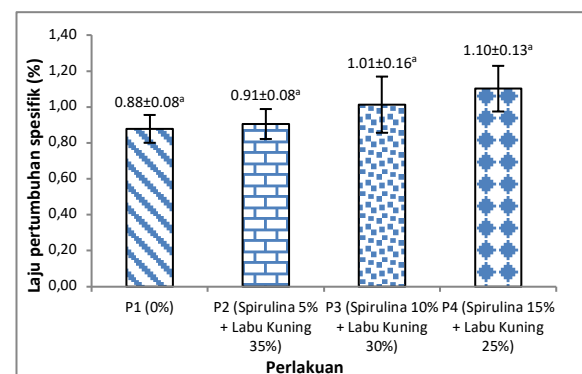 Laju pertumbuhan spesifik (%)
1,40
1,20
1,00
0,80
0,60
0,40
0,20
0,00
0.88±0.08ᵃ
0.91±0.08ᵃ
1.01±0.16ᵃ
1.10±0.13ᵃ
P1 (0%)
P2 (Spirulina 5%
+ Labu Kuning
35%)
P3 (Spirulina 10%
+ Labu Kuning
30%)
P4 (Spirulina 15%
+ Labu Kuning
25%)
Perlakuan